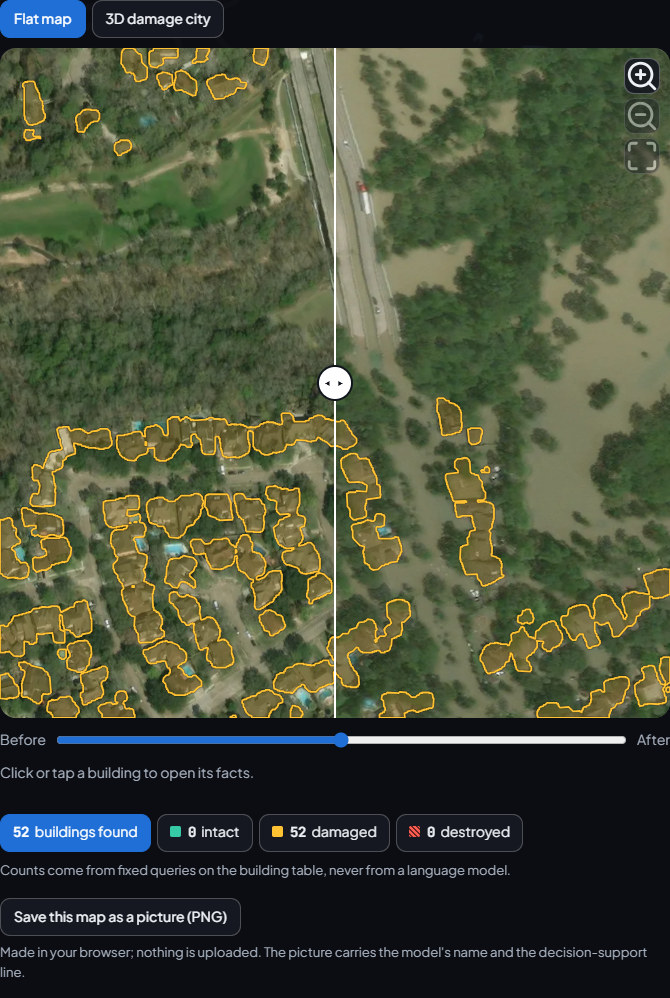 Flat map
3D damage city
Before
After
Click or tap a building to open its facts.
52 buildings found
0 intact
52 damaged
0 destroyed
Counts come from fixed queries on the building table, never from a language model.
Save this map as a picture (PNG)
Made in your browser; nothing is uploaded. The picture carries the model's name and the decision-support
line.